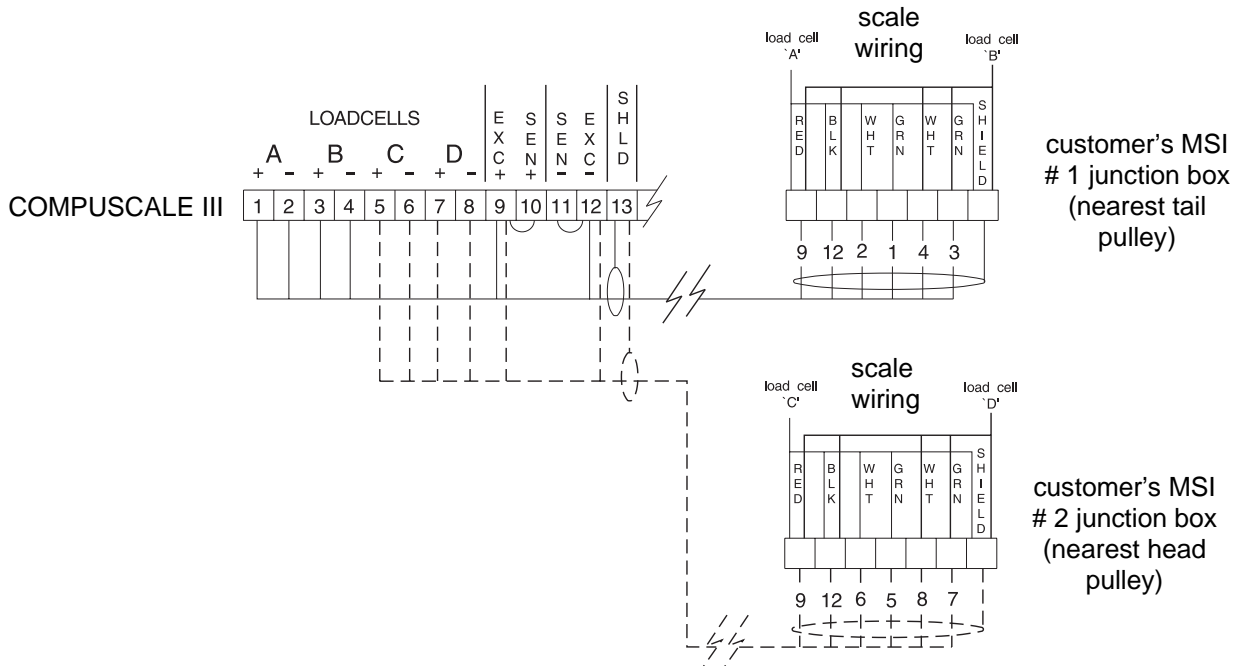 scale
wiring
load cell
`A'
load cell
`B'
LOADCELLS
A B C D
+ - + - + - + -
EXC+
SEN+
SEN-
EXC-
SHLD
COMPUSCALE III
1 2 3 4 5 6 7 8 9 10 11 12 13
RED
BLK
WHT
GRN
WHT
GRN
SHIELD
9 12 2 1 4 3
customer's MSI
# 1 junction box
(nearest tail
pulley)
scale
wiring
load cell
`C'
load cell
`D'
RED
BLK
WHT
GRN
WHT
GRN
SHIELD
9 12 6 5 8 7
customer's MSI
# 2 junction box
(nearest head
pulley)